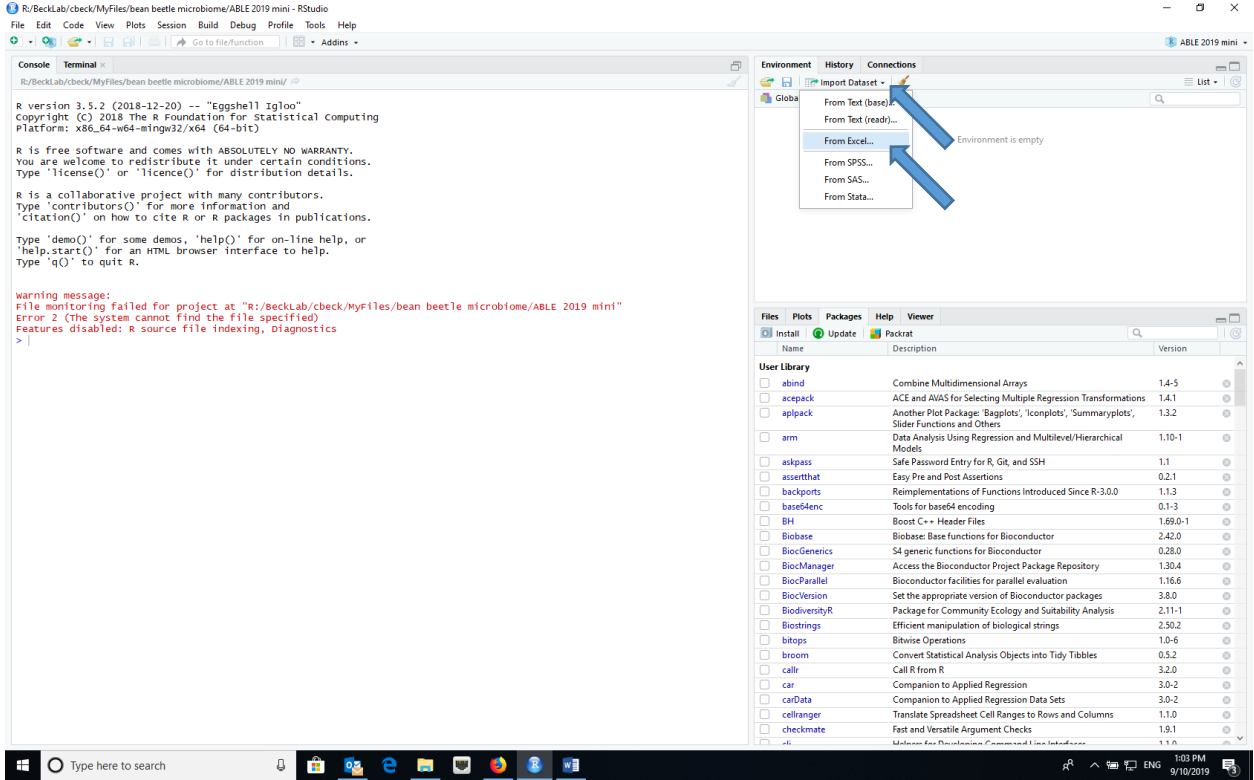 R:/BeckLab/cbeck/MyFiles/bean beetle microbiome/ABLE 2019 mini - RStudio
File Edit Code View Plots Session Build Debug Profile Tools Help
Go to file/function Addins ABLE 2019 mini
Console Terminal
R:/BeckLab/cbeck/MyFiles/bean beetle microbiome/ABLE 2019 mini/
R version 3.5.2 (2018-12-20) -- "Eggshell Igloo"
Copyright (C) 2018 The R Foundation for Statistical Computing
Platform: x86_64-w64-mingw32/x64 (64-bit)
R is free software and comes with ABSOLUTELY NO WARRANTY.
You are welcome to redistribute it under certain conditions.
Type 'license()' or 'licence()' for distribution details.
R is a collaborative project with many contributors.
Type 'contributors()' for more information and
'citation()' on how to cite R or R packages in publications.
Type 'demo()' for some demos, 'help()' for on-line help, or
'help.start()' for an HTML browser interface to help.
Type 'q()' to quit R.
Warning message:
File monitoring failed for project at "R:/BeckLab/cbeck/MyFiles/bean beetle microbiome/ABLE 2019 mini"
Error 2 (The system cannot find the file specified)
Features disabled: R source file indexing, Diagnostics
>
Environment History Connections
Import Dataset List
Globa
From Text (base)...
From Text (readr)...
From Excel...
From SPSS...
From SAS...
From Stata...
Environment is empty
Files Plots Packages Help Viewer
Install Update Packrat
Name Description Version
User Library
abind Combine Multidimensional Arrays 1.4-5
acepack ACE and AVAS for Selecting Multiple Regression Transformations 1.4.1
aplpack Another Plot Package: 'Bagplots', 'Iconplots', 'Summaryplots', 1.3.2
Slider Functions and Others
arm Data Analysis Using Regression and Multilevel/Hierarchical 1.10-1
Models
askpass Safe Password Entry for R, Git, and SSH 1.1
assertthat Easy Pre and Post Assertions 0.2.1
backports Reimplementations of Functions Introduced Since R-3.0.0 1.1.3
base64enc Tools for base64 encoding 0.1-3
BH Boost C++ Header Files 1.69.0-1
Biobase Biobase: Base functions for Bioconductor 2.42.0
BiocGenerics S4 generic functions for Bioconductor 0.28.0
BiocManager Access the Bioconductor Project Package Repository 1.30.4
BiocParallel Bioconductor facilities for parallel evaluation 1.16.6
BiocVersion Set the appropriate version of Bioconductor packages 3.8.0
BiodiversityR Package for Community Ecology and Suitability Analysis 2.11-1
Biostrings Efficient manipulation of biological strings 2.50.2
bitops Bitwise Operations 1.0-6
broom Convert Statistical Analysis Objects into Tidy Tibbles 0.5.2
callr Call R from R 3.2.0
car Companion to Applied Regression 3.0-2
carData Companion to Applied Regression Data Sets 3.0-2
cellranger Translate Spreadsheet Cell Ranges to Rows and Columns 1.1.0
checkmate Fast and Versatile Argument Checks 1.9.1
cli Helpers for Developing Command Line Interfaces 1.1.0
Type here to search
ENG 1:03 PM
9/10/2019